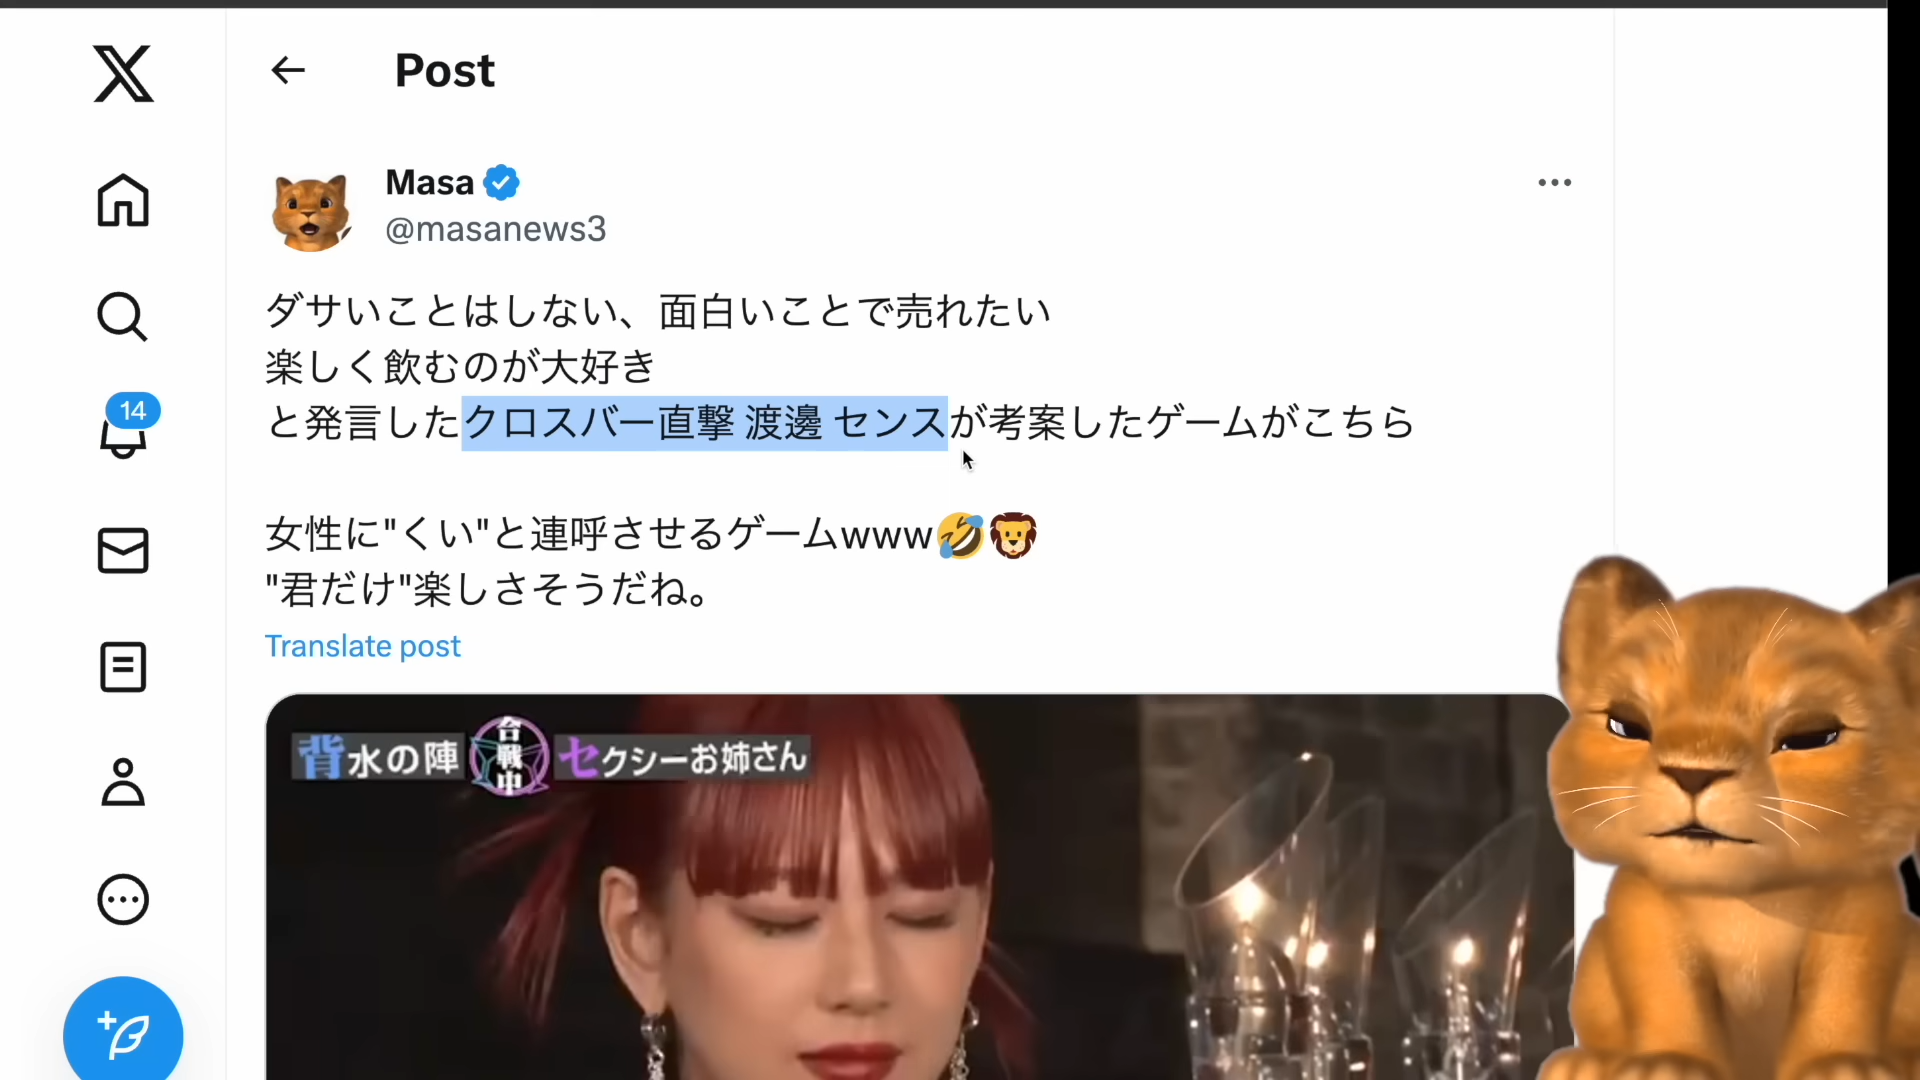 Post
Masa
@masanews3
ダサいことはしない、面白いことで売れたい
楽しく飲むのが大好き
と発言したクロスバー直撃 渡邊 センスが考案したゲームがこちら
女性に"くい"と連呼させるゲームwww🤣🦁
"君だけ"楽しさそうだね。
Translate post
14
背水の陣 合戦中 セクシーお姉さん